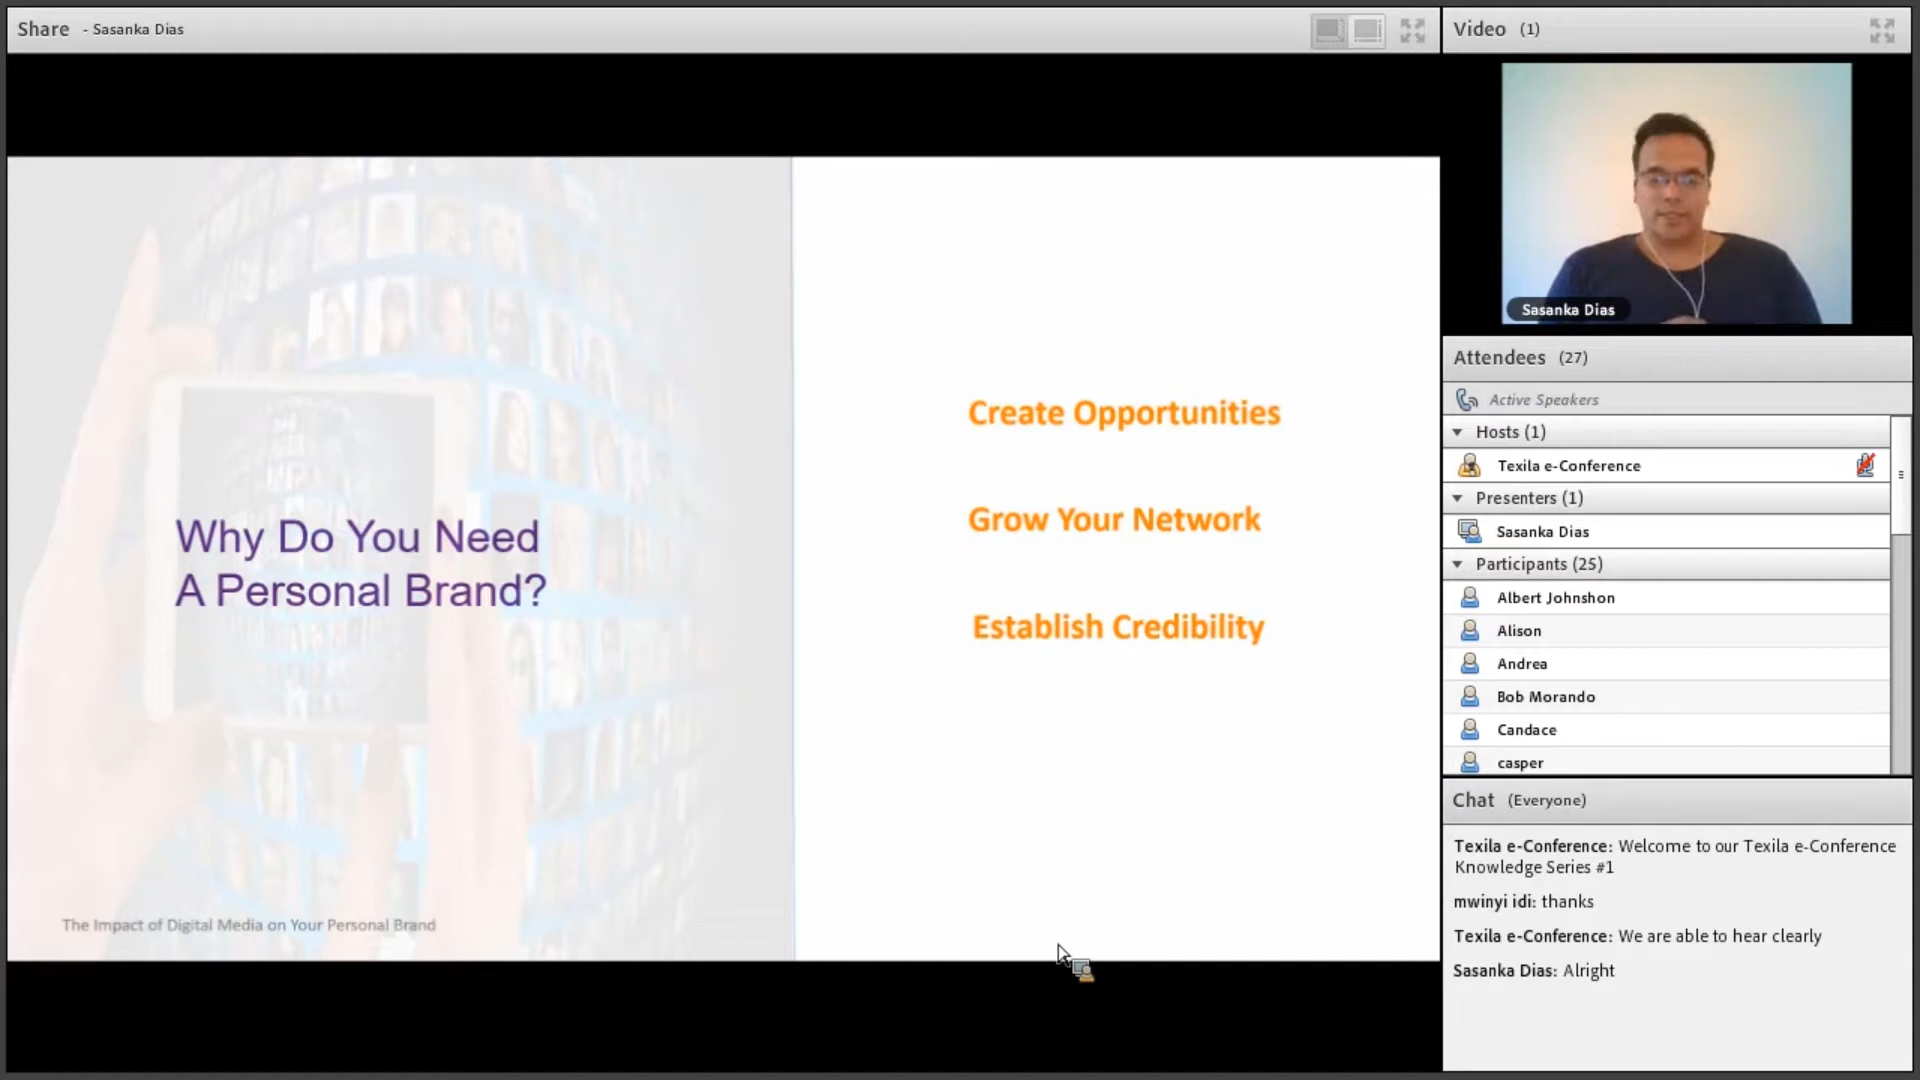 Share - Sasanka Dias
Why Do You Need
A Personal Brand?
The Impact of Digital Media on Your Personal Brand
Create Opportunities
Grow Your Network
Establish Credibility
Video (1)
Sasanka Dias
Attendees (27)
Active Speakers
Hosts (1)
Texila e-Conference
Presenters (1)
Sasanka Dias
Participants (25)
Albert Johnshon
Alison
Andrea
Bob Morando
Candace
casper
Chat (Everyone)
Texila e-Conference: Welcome to our Texila e-Conference
Knowledge Series #1
mwinyi idi: thanks
Texila e-Conference: We are able to hear clearly
Sasanka Dias: Alright